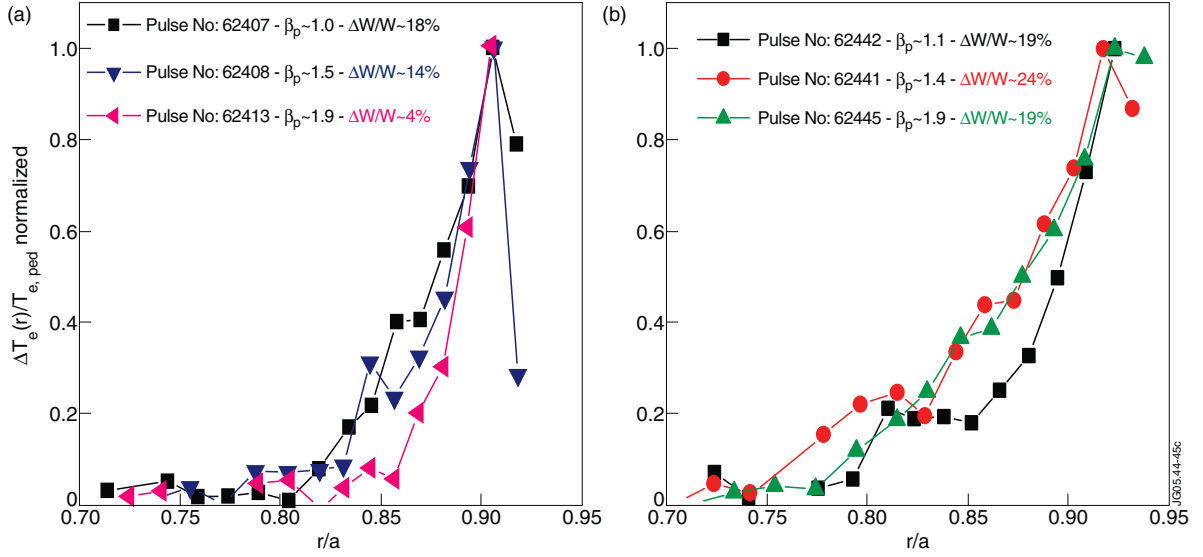 (a)
Pulse No: 62407 - βp~1.0 - ΔW/W~18%
Pulse No: 62408 - βp~1.5 - ΔW/W~14%
Pulse No: 62413 - βp~1.9 - ΔW/W~4%
ΔTe(r)/Te, ped normalized
1.0
0.8
0.6
0.4
0.2
0
0.70
0.75
0.80
0.85
0.90
0.95
r/a
(b)
Pulse No: 62442 - βp~1.1 - ΔW/W~19%
Pulse No: 62441 - βp~1.4 - ΔW/W~24%
Pulse No: 62445 - βp~1.9 - ΔW/W~19%
1.0
0.8
0.6
0.4
0.2
0
0.70
0.75
0.80
0.85
0.90
0.95
r/a
JG05.44-45c